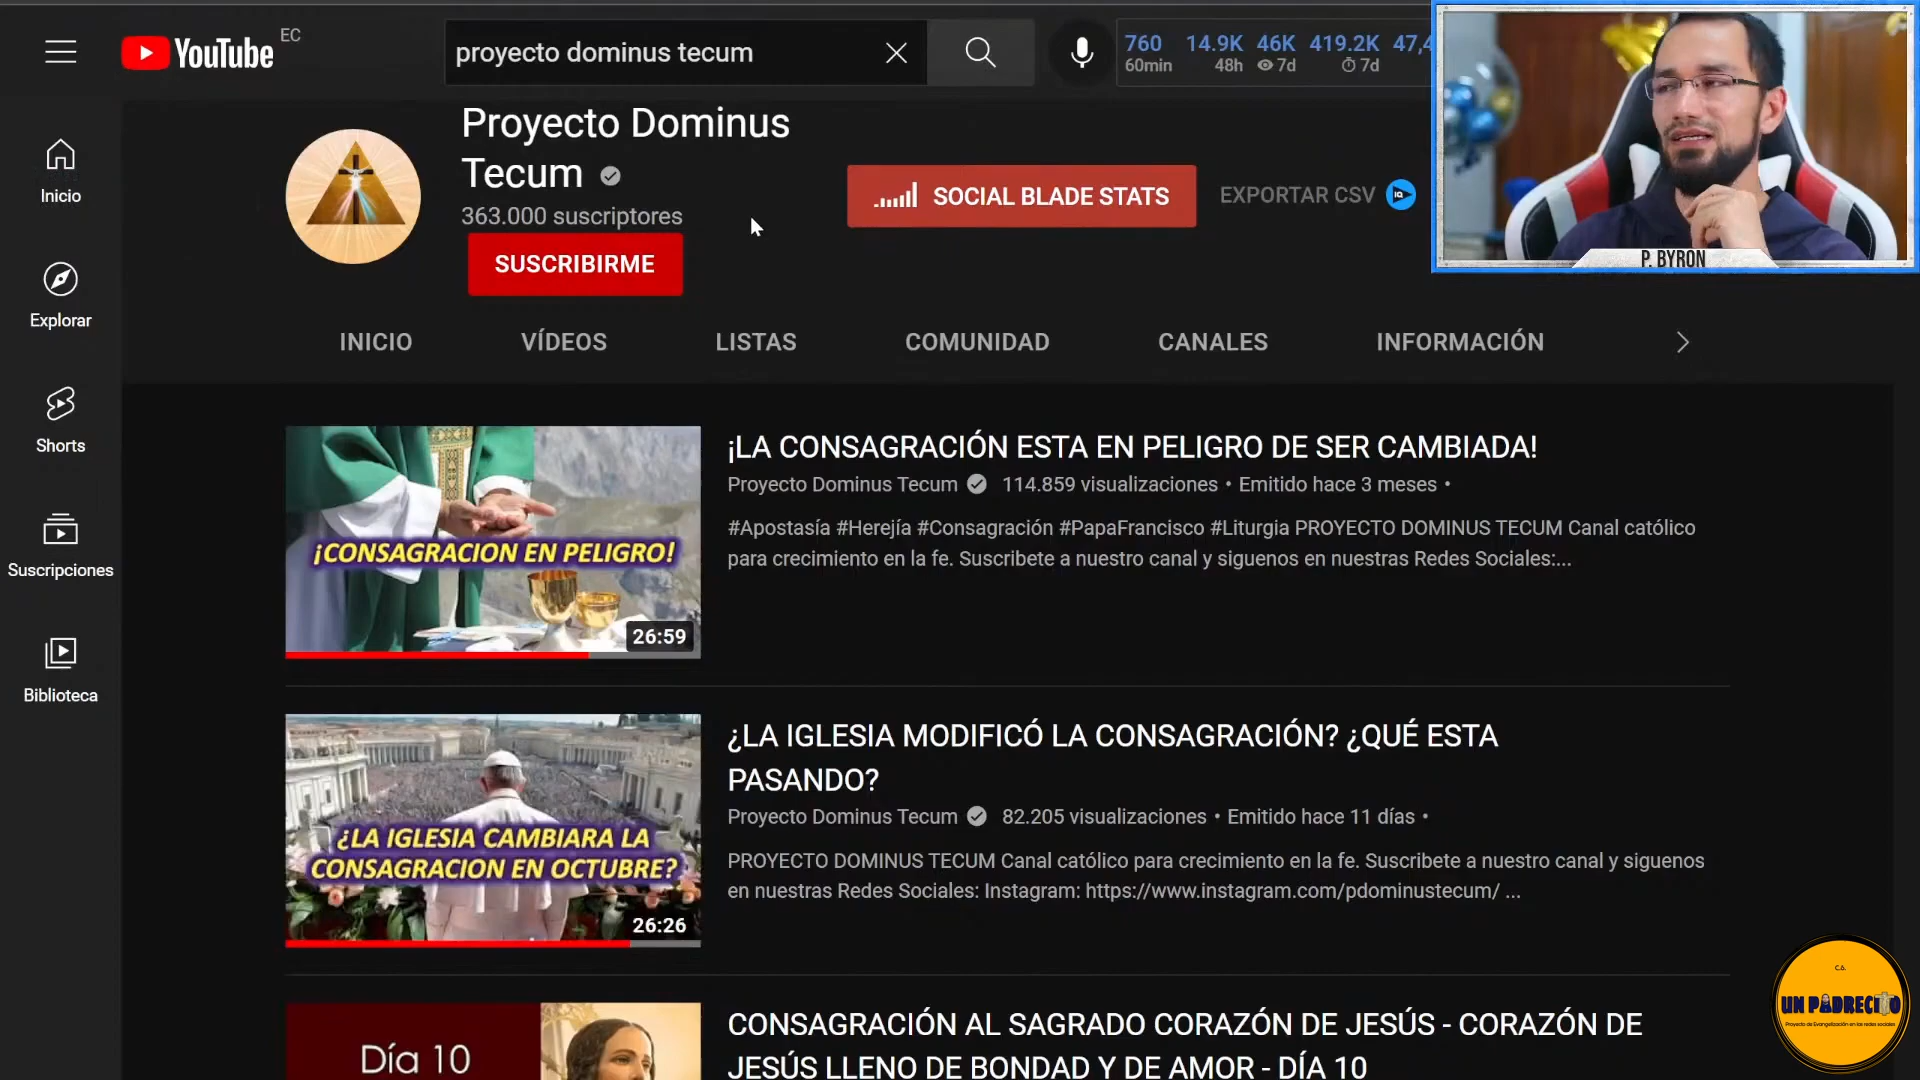 YouTube EC
proyecto dominus tecum
760 14.9K 46K 419.2K 47,4
60min 48h 7d 7d
Proyecto Dominus
Tecum
363.000 suscriptores
SUSCRIBIRME
SOCIAL BLADE STATS
EXPORTAR CSV
P. BYRON
Inicio
Explorar
Shorts
Suscripciones
Biblioteca
INICIO VÍDEOS LISTAS COMUNIDAD CANALES INFORMACIÓN
¡CONSAGRACION EN PELIGRO!
26:59
¡LA CONSAGRACIÓN ESTA EN PELIGRO DE SER CAMBIADA!
Proyecto Dominus Tecum 114.859 visualizaciones • Emitido hace 3 meses •
#Apostasía #Herejía #Consagración #PapaFrancisco #Liturgia PROYECTO DOMINUS TECUM Canal católico
para crecimiento en la fe. Suscribete a nuestro canal y siguenos en nuestras Redes Sociales:...
¿LA IGLESIA CAMBIARA LA
CONSAGRACION EN OCTUBRE?
26:26
¿LA IGLESIA MODIFICÓ LA CONSAGRACIÓN? ¿QUÉ ESTA
PASANDO?
Proyecto Dominus Tecum 82.205 visualizaciones • Emitido hace 11 días •
PROYECTO DOMINUS TECUM Canal católico para crecimiento en la fe. Suscribete a nuestro canal y siguenos
en nuestras Redes Sociales: Instagram: https://www.instagram.com/pdominustecum/ ...
Día 10
CONSAGRACIÓN AL SAGRADO CORAZÓN DE JESÚS - CORAZÓN DE
JESÚS LLENO DE BONDAD Y DE AMOR - DÍA 10
UN PADRECITO
Proyecto de Evangelización en las redes sociales